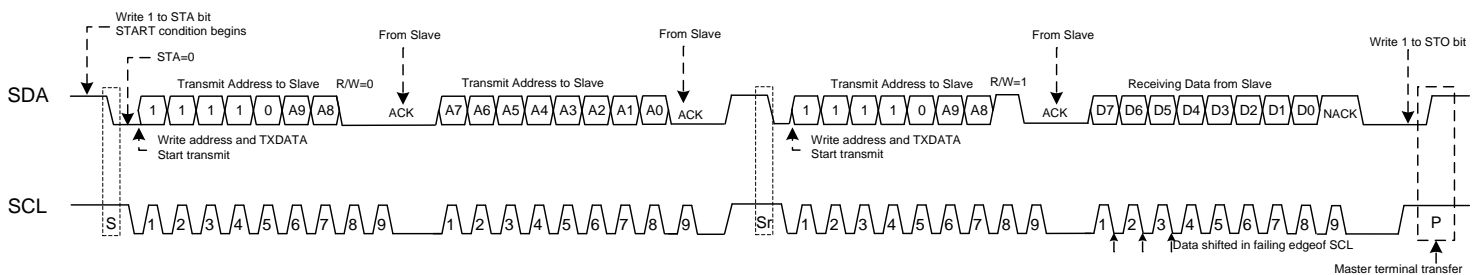 Write 1 to STA bit
START condition begins
STA=0
From Slave
From Slave
From Slave
Write 1 to STO bit
Transmit Address to Slave R/W=0
Transmit Address to Slave
Transmit Address to Slave R/W=1
Receiving Data from Slave
SDA 1 1 1 1 0 A9 A8 ACK A7 A6 A5 A4 A3 A2 A1 A0 ACK 1 1 1 1 0 A9 A8 ACK D7 D6 D5 D4 D3 D2 D1 D0 NACK
Write address and TXDATA
Start transmit
Write address and TXDATA
Start transmit
SCL S 1 2 3 4 5 6 7 8 9 1 2 3 4 5 6 7 8 9 Sr 1 2 3 4 5 6 7 8 9 1 2 3 4 5 6 7 8 9 P
Data shifted in failing edgeof SCL
Master terminal transfer